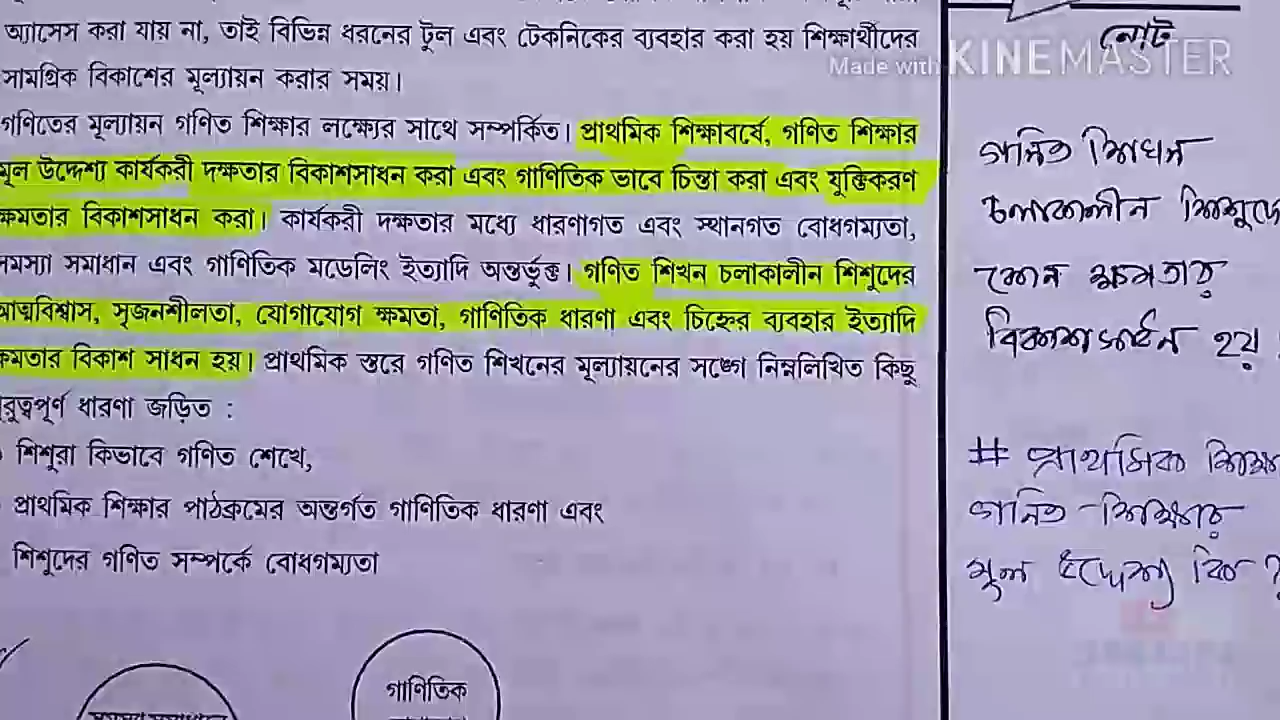 অ্যাসেস করা যায় না, তাই বিভিন্ন ধরনের টুল এবং টেকনিকের ব্যবহার করা হয় শিক্ষার্থীদের
সামগ্রিক বিকাশের মূল্যায়ন করার সময়।
গণিতের মূল্যায়ন গণিত শিক্ষার লক্ষ্যের সাথে সম্পর্কিত। প্রাথমিক শিক্ষাবর্ষে, গণিত শিক্ষার
মূল উদ্দেশ্য কার্যকরী দক্ষতার বিকাশসাধন করা এবং গাণিতিক ভাবে চিন্তা করা এবং যুক্তিকরণ
ক্ষমতার বিকাশসাধন করা। কার্যকরী দক্ষতার মধ্যে ধারণাগত এবং স্থানগত বোধগম্যতা,
সমস্যা সমাধান এবং গাণিতিক মডেলিং ইত্যাদি অন্তর্ভুক্ত। গণিত শিখন চলাকালীন শিশুদের
আত্মবিশ্বাস, সৃজনশীলতা, যোগাযোগ ক্ষমতা, গাণিতিক ধারণা এবং চিহ্নের ব্যবহার ইত্যাদি
ক্ষমতার বিকাশ সাধন হয়। প্রাথমিক স্তরে গণিত শিখনের মূল্যায়নের সঙ্গে নিম্নলিখিত কিছু
রুত্বপূর্ণ ধারণা জড়িত :
শিশুরা কিভাবে গণিত শেখে,
প্রাথমিক শিক্ষার পাঠক্রমের অন্তর্গত গাণিতিক ধারণা এবং
শিশুদের গণিত সম্পর্কে বোধগম্যতা
গাণিতিক
নোট
Made with KINEMASTER
গনিত শিখন
চলাকালীন শিশুদে
কোন ক্ষমতার
বিকাশসাধন হয়
# প্রাথমিক শিক্ষা
গনিত-শিক্ষার
মূল উদ্দেশ্য কি?